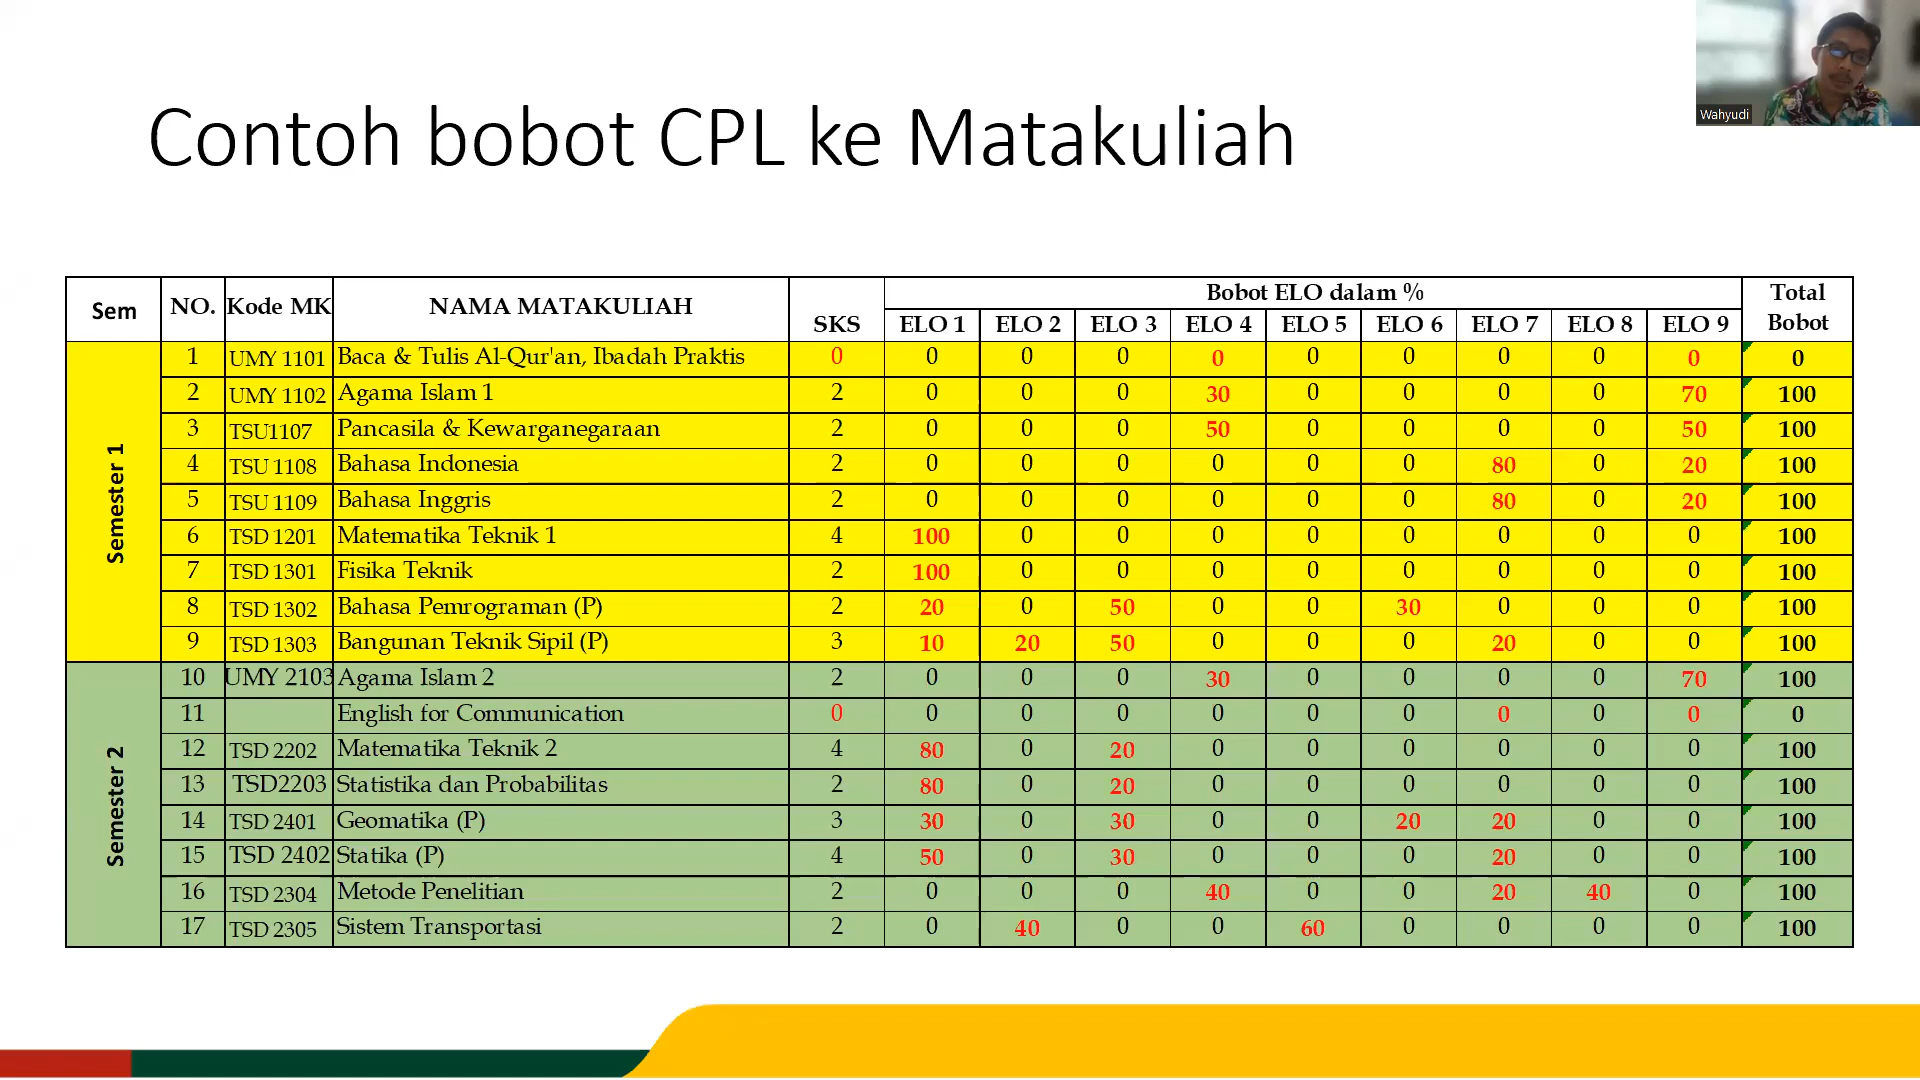 Wahyudi
Contoh bobot CPL ke Matakuliah
Sem NO. Kode MK NAMA MATAKULIAH SKS Bobot ELO dalam % Total Bobot
ELO 1 ELO 2 ELO 3 ELO 4 ELO 5 ELO 6 ELO 7 ELO 8 ELO 9
Semester 1
1 UMY 1101 Baca & Tulis Al-Qur'an, Ibadah Praktis 0 0 0 0 0 0 0 0 0 0 0
2 UMY 1102 Agama Islam 1 2 0 0 0 30 0 0 0 0 70 100
3 TSU1107 Pancasila & Kewarganegaraan 2 0 0 0 50 0 0 0 0 50 100
4 TSU 1108 Bahasa Indonesia 2 0 0 0 0 0 0 80 0 20 100
5 TSU 1109 Bahasa Inggris 2 0 0 0 0 0 0 80 0 20 100
6 TSD 1201 Matematika Teknik 1 4 100 0 0 0 0 0 0 0 0 100
7 TSD 1301 Fisika Teknik 2 100 0 0 0 0 0 0 0 0 100
8 TSD 1302 Bahasa Pemrograman (P) 2 20 0 50 0 0 30 0 0 0 100
9 TSD 1303 Bangunan Teknik Sipil (P) 3 10 20 50 0 0 0 20 0 0 100
Semester 2
10 UMY 2103 Agama Islam 2 2 0 0 0 30 0 0 0 0 70 100
11 English for Communication 0 0 0 0 0 0 0 0 0 0 0
12 TSD 2202 Matematika Teknik 2 4 80 0 20 0 0 0 0 0 0 100
13 TSD2203 Statistika dan Probabilitas 2 80 0 20 0 0 0 0 0 0 100
14 TSD 2401 Geomatika (P) 3 30 0 30 0 0 20 20 0 0 100
15 TSD 2402 Statika (P) 4 50 0 30 0 0 0 20 0 0 100
16 TSD 2304 Metode Penelitian 2 0 0 0 40 0 0 20 40 0 100
17 TSD 2305 Sistem Transportasi 2 0 40 0 0 60 0 0 0 0 100